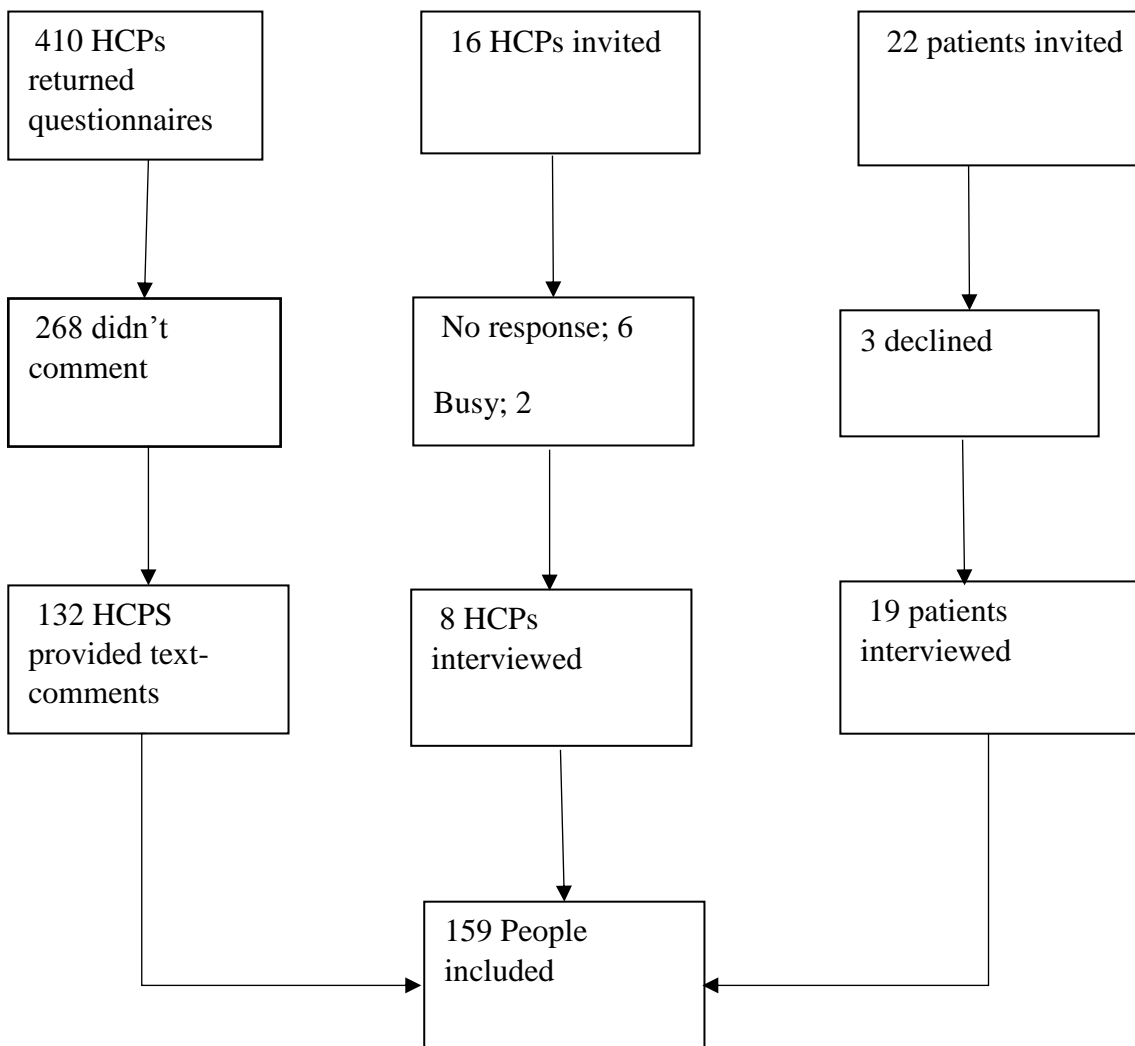 410 HCPs
returned
questionnaires
16 HCPs invited
22 patients invited
268 didn’t
comment
No response; 6
Busy; 2
3 declined
132 HCPS
provided text-
comments
8 HCPs
interviewed
19 patients
interviewed
159 People
included